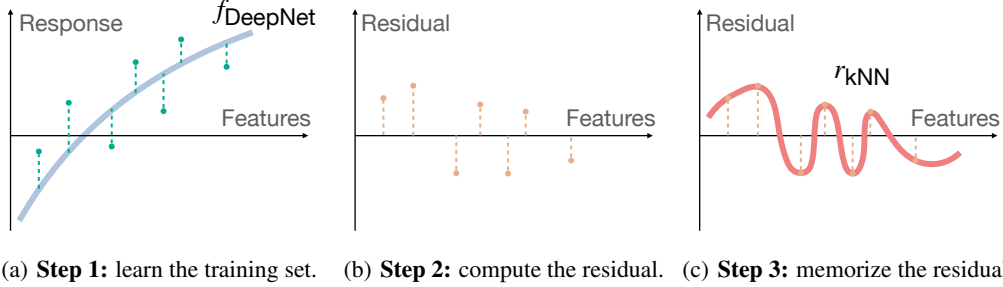 Response
f_DeepNet
Features
Residual
Features
Residual
r_kNN
Features
(a) Step 1: learn the training set.
(b) Step 2: compute the residual.
(c) Step 3: memorize the residual